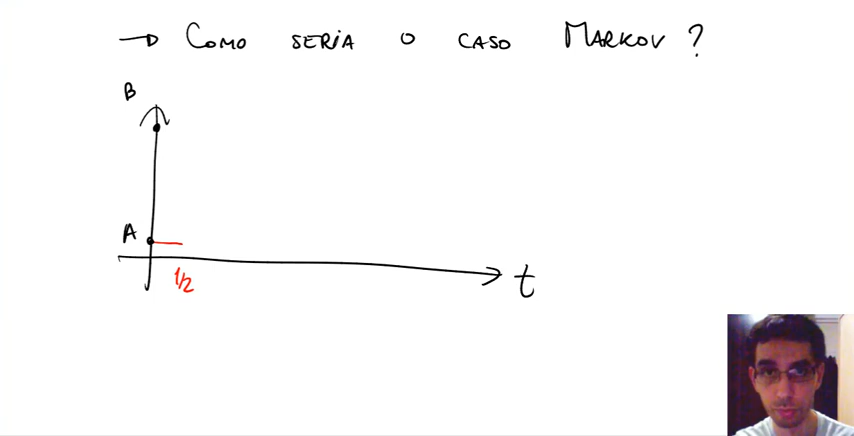 → COMO SERIA O CASO MARKOV ?
B
A
1/2
t